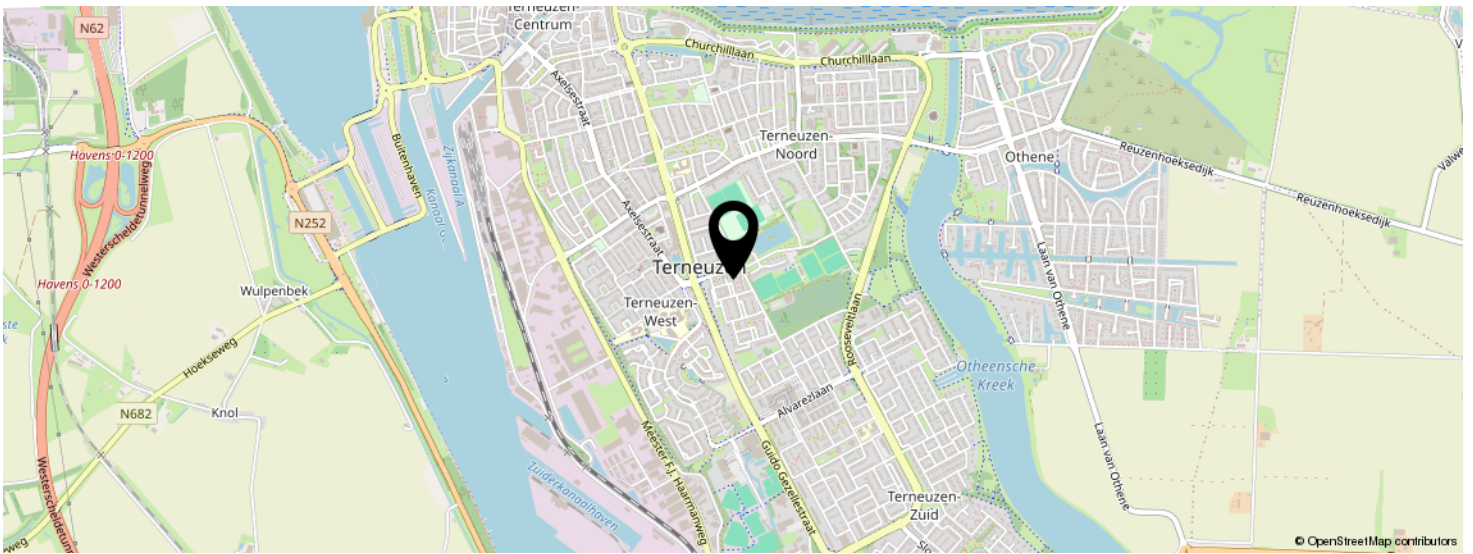 Terneuzen-
Centrum
N62
Churchilllaan
Churchilllaan
Axelsestraat
Buitenhaven
Zijkanaal A
Terneuzen-
Noord
Othene
Reuzenhoeksedijk
Reuzenhoeksedijk
Havens 0-1200
Westerscheldetunnelweg
N252
Axelsestraat
Terneuzen
Havens 0-1200
Wulpenbek
Terneuzen-
West
Laan van Othene
Rooseveltlaan
Hoekseweg
Otheensche
Kreek
Alvarezlaan
N682
Knol
Meester F.J. Haarmanweg
Guido Gezellestraat
Laan van Othene
Zuiderkanaalhaven
Terneuzen-
Zuid
© OpenStreetMap contributors